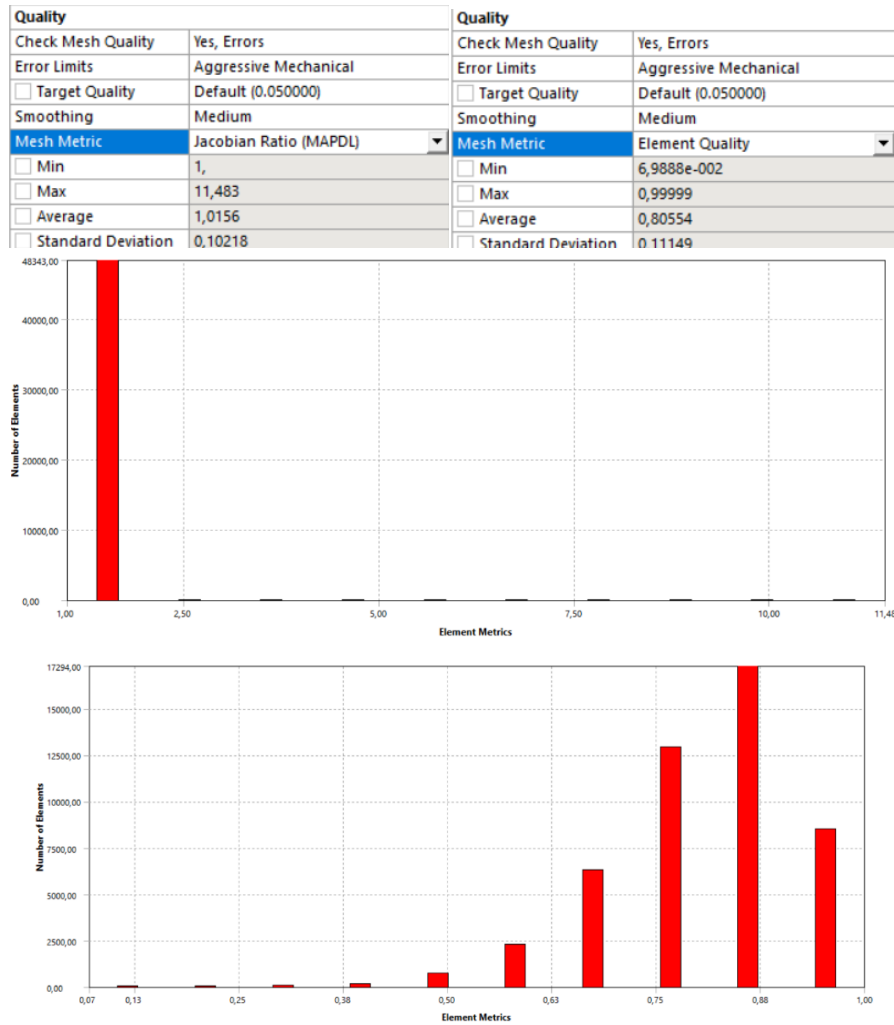 Quality
Check Mesh Quality Yes, Errors
Error Limits Aggressive Mechanical
Target Quality Default (0.050000)
Smoothing Medium
Mesh Metric Jacobian Ratio (MAPDL)
Min 1,
Max 11,483
Average 1,0156
Standard Deviation 0,10218
Quality
Check Mesh Quality Yes, Errors
Error Limits Aggressive Mechanical
Target Quality Default (0.050000)
Smoothing Medium
Mesh Metric Element Quality
Min 6,9888e-002
Max 0,99999
Average 0,80554
Standard Deviation 0,11149
48343,00
40000,00
30000,00
20000,00
10000,00
0,00
Number of Elements
1,00 2,50 5,00 7,50 10,00 11,48
Element Metrics
17294,00
15000,00
12500,00
10000,00
7500,00
5000,00
2500,00
0,00
Number of Elements
0,07 0,13 0,25 0,38 0,50 0,63 0,75 0,88 1,00
Element Metrics